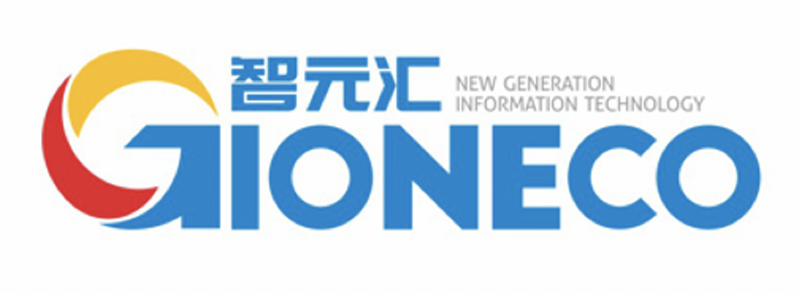 智元汇
NEW GENERATION
INFORMATION TECHNOLOGY
GIONECO